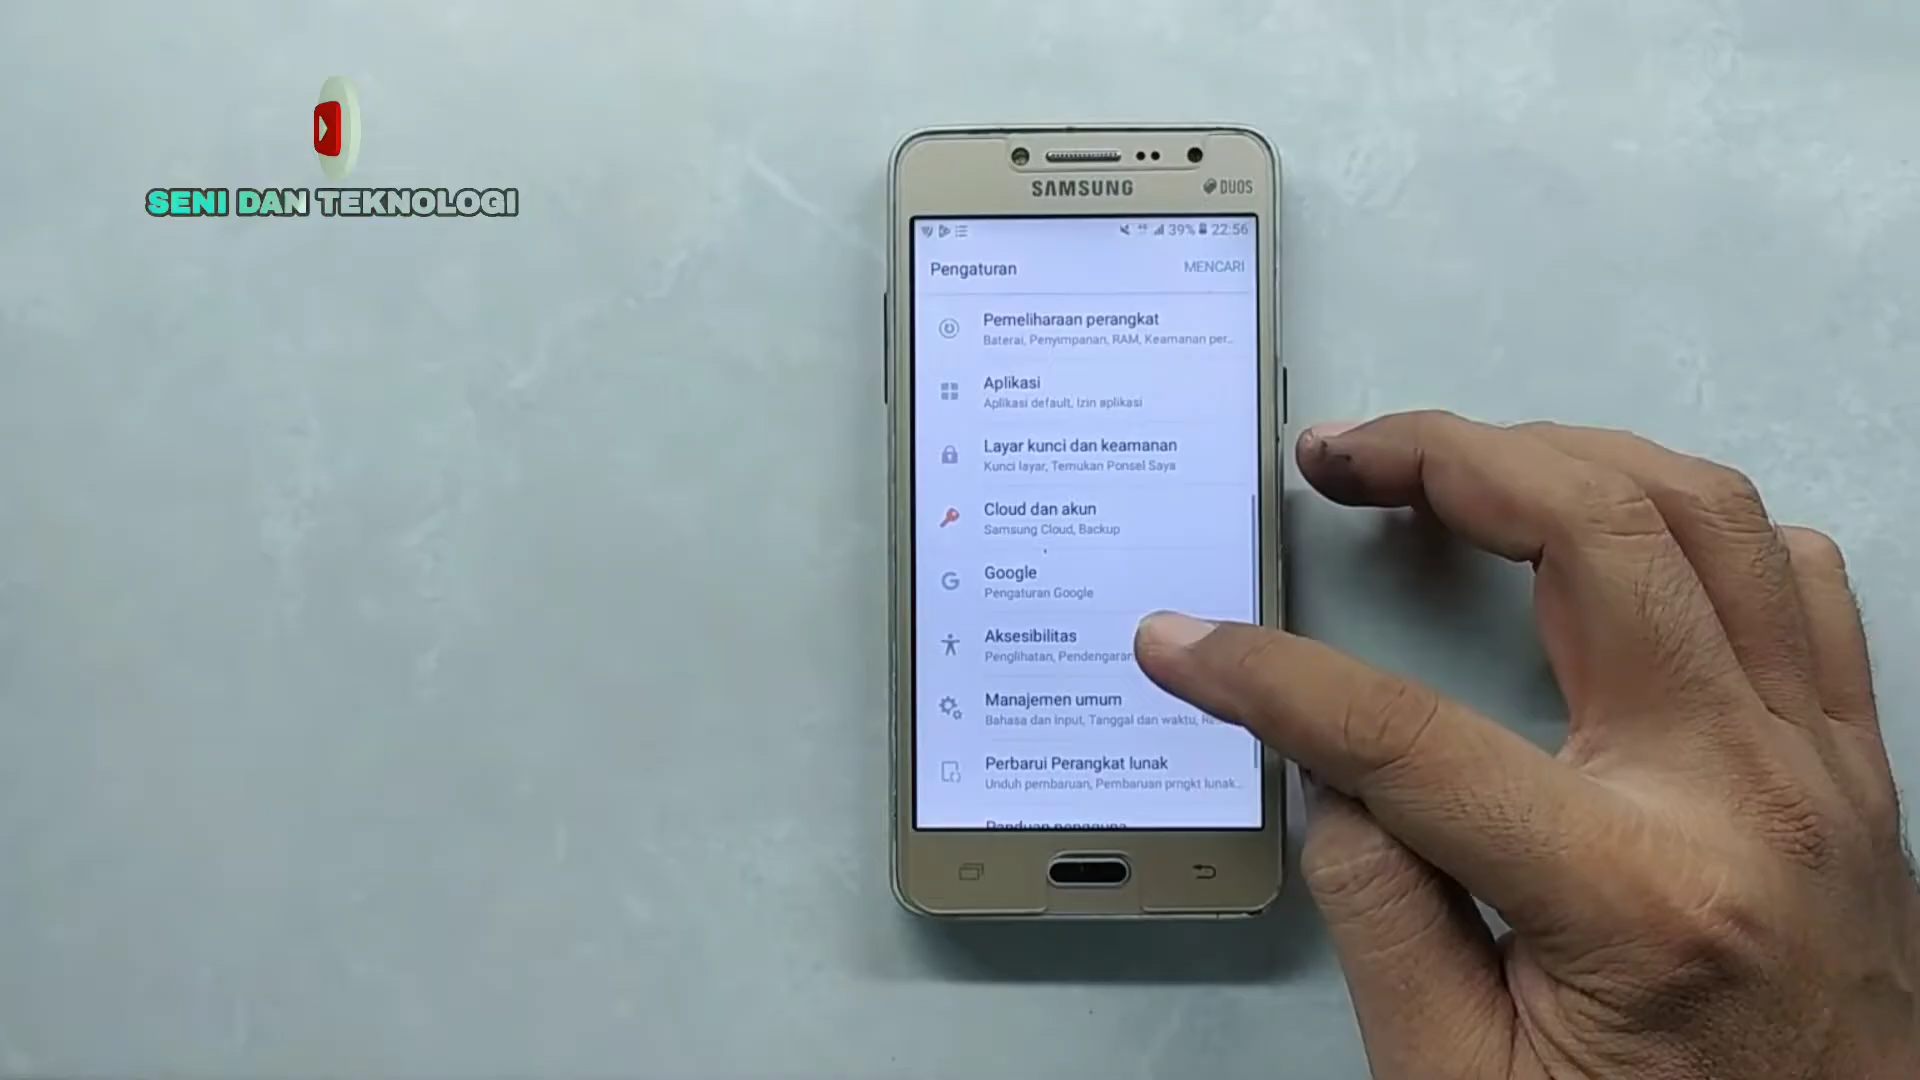 SENI DAN TEKNOLOGI
SAMSUNG
DUOS
39% 22:56
Pengaturan
MENCARI
Pemeliharaan perangkat
Baterai, Penyimpanan, RAM, Keamanan per...
Aplikasi
Aplikasi default, Izin aplikasi
Layar kunci dan keamanan
Kunci layar, Temukan Ponsel Saya
Cloud dan akun
Samsung Cloud, Backup
Google
Pengaturan Google
Aksesibilitas
Penglihatan, Pendengaran
Manajemen umum
Bahasa dan input, Tanggal dan waktu,
Perbarui Perangkat lunak
Unduh pembaruan, Pembaruan prngkt lunak...
Panduan pengguna